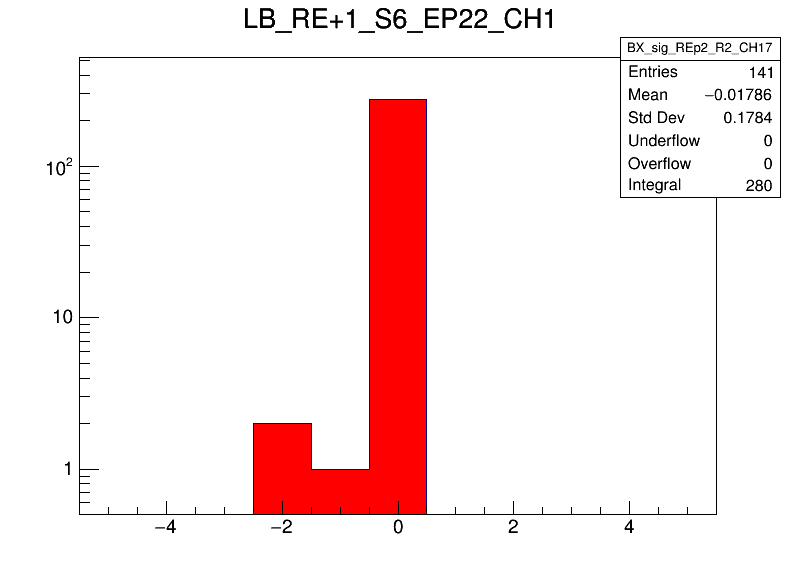 LB_RE+1_S6_EP22_CH1
BX_sig_REp2_R2_CH17
Entries 141
Mean −0.01786
Std Dev 0.1784
Underflow 0
Overflow 0
Integral 280
10²
10
1
−4 −2 0 2 4